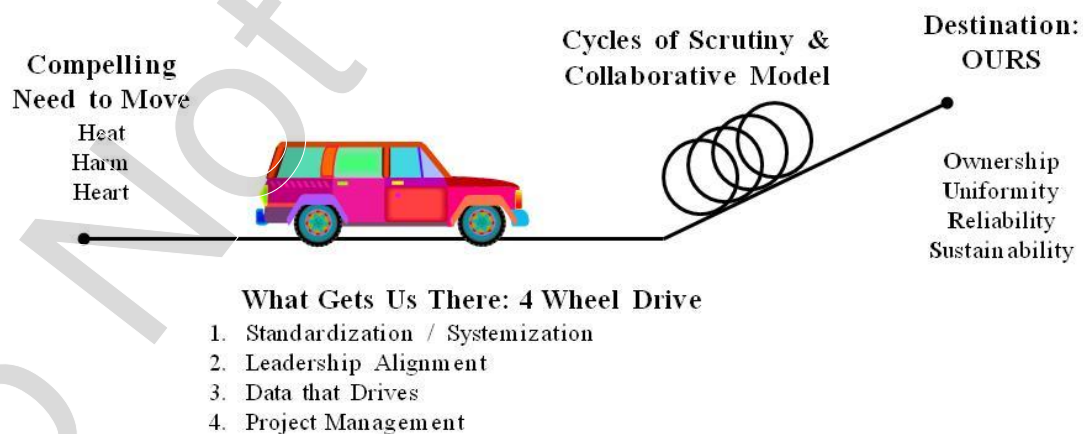 Compelling
Need to Move
Heat
Harm
Heart
Cycles of Scrutiny &
Collaborative Model
Destination:
OURS
Ownership
Uniformity
Reliability
Sustainability
What Gets Us There: 4 Wheel Drive
1. Standardization / Systemization
2. Leadership Alignment
3. Data that Drives
4. Project Management
Not